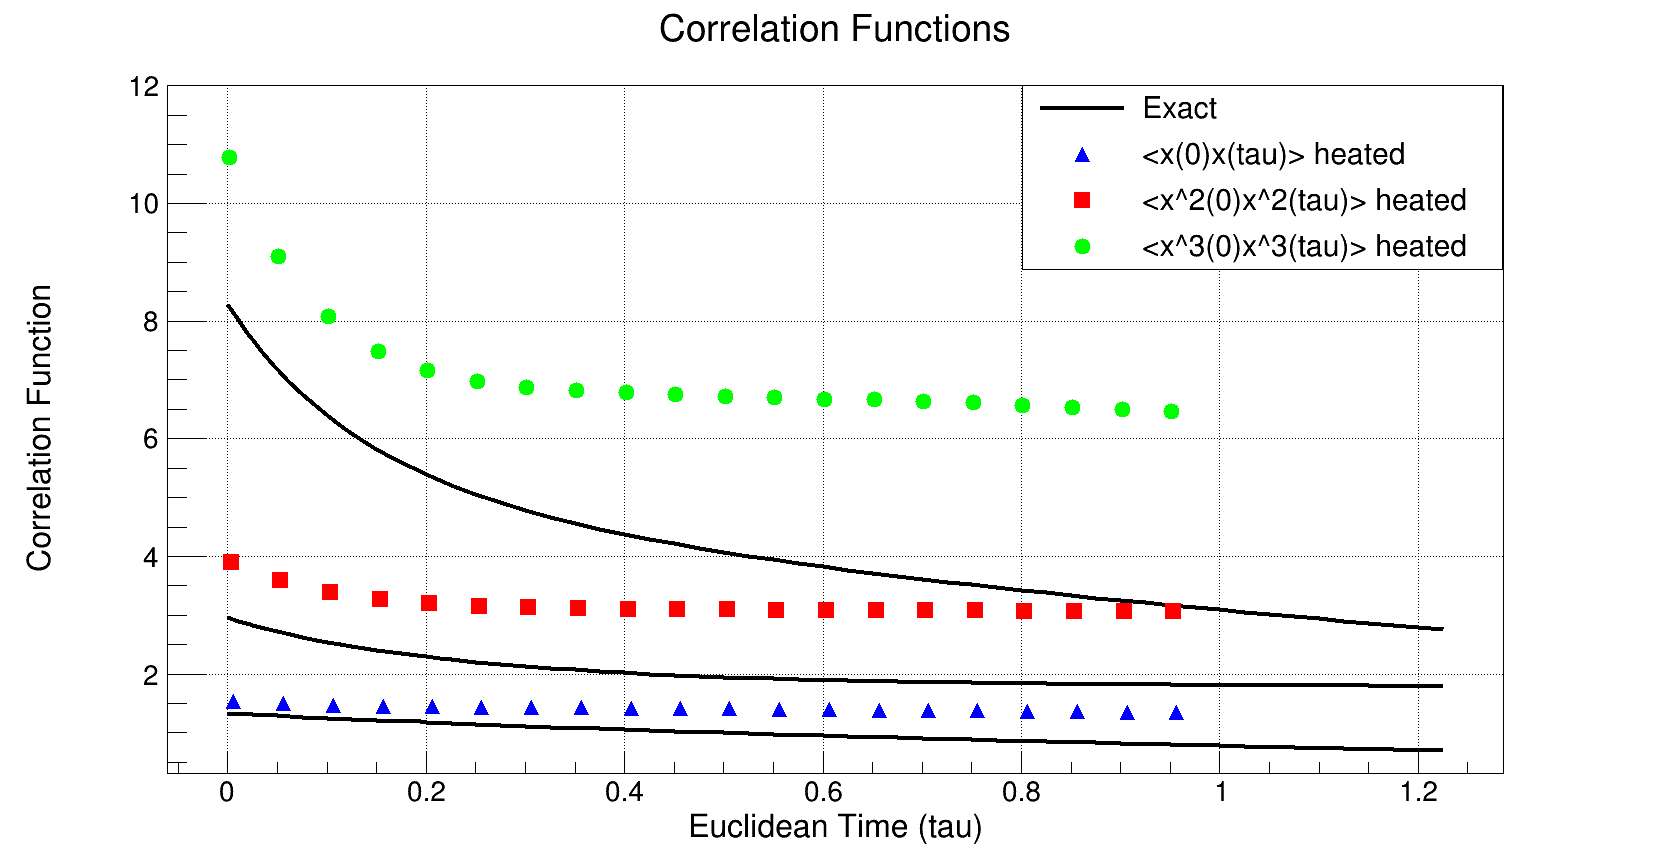 Correlation Functions
12
10
8
6
4
2
Correlation Function
Exact
<x(0)x(tau)> heated
<x^2(0)x^2(tau)> heated
<x^3(0)x^3(tau)> heated
0 0.2 0.4 0.6 0.8 1 1.2
Euclidean Time (tau)